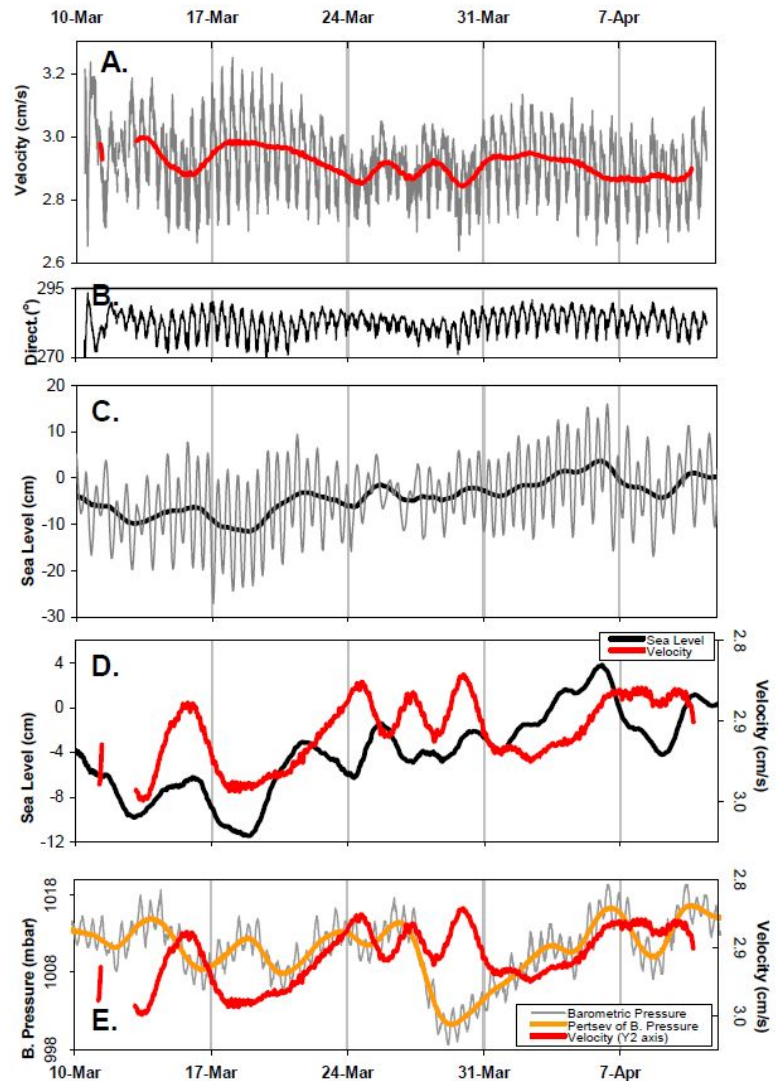 10-Mar 17-Mar 24-Mar 31-Mar 7-Apr
A.
Velocity (cm/s)
3.2
3.0
2.8
2.6
B.
Direct.(°)
295
270
C.
Sea Level (cm)
20
10
0
-10
-20
-30
D.
Sea Level
Velocity
Sea Level (cm)
4
0
-4
-8
-12
2.8
2.9
3.0
Velocity (cm/s)
E.
B. Pressure (mbar)
1018
1008
998
2.8
2.9
3.0
Velocity (cm/s)
Barometric Pressure
Pertsev of B. Pressure
Velocity (Y2 axis)
10-Mar 17-Mar 24-Mar 31-Mar 7-Apr